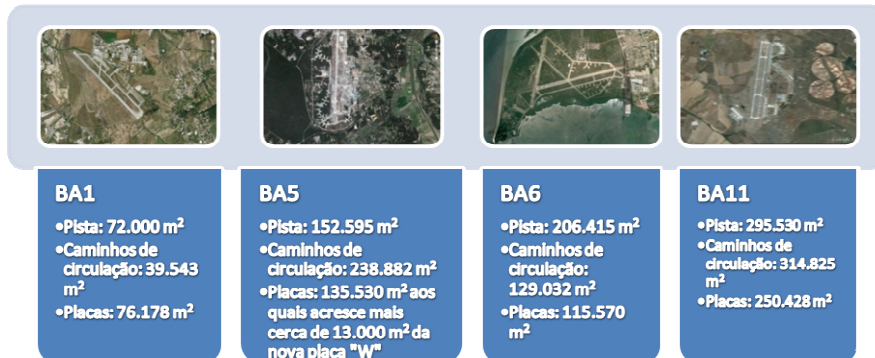 BA1
•Pista: 72.000 m²
•Caminhos de
circulação: 39.543
m²
•Placas: 76.178 m²
BA5
•Pista: 152.595 m²
•Caminhos de
circulação: 238.882 m²
•Placas: 135.530 m² aos
quais acresce mais
cerca de 13.000 m² da
nova placa "W"
BA6
•Pista: 206.415 m²
•Caminhos de
circulação:
129.032 m²
•Placas: 115.570
m²
BA11
•Pista: 295.530 m²
•Caminhos de
circulação: 314.825
m²
•Placas: 250.428 m²